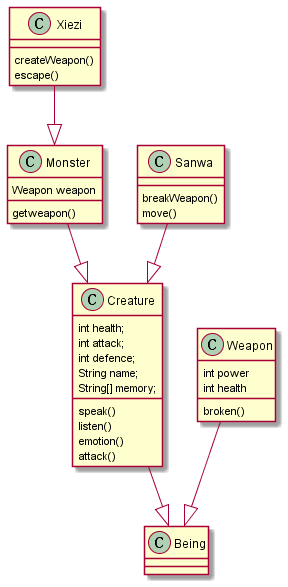 C Xiezi
createWeapon()
escape()
C Monster
Weapon weapon
getweapon()
C Sanwa
breakWeapon()
move()
C Creature
int health;
int attack;
int defence;
String name;
String[] memory;
speak()
listen()
emotion()
attack()
C Weapon
int power
int health
broken()
C Being